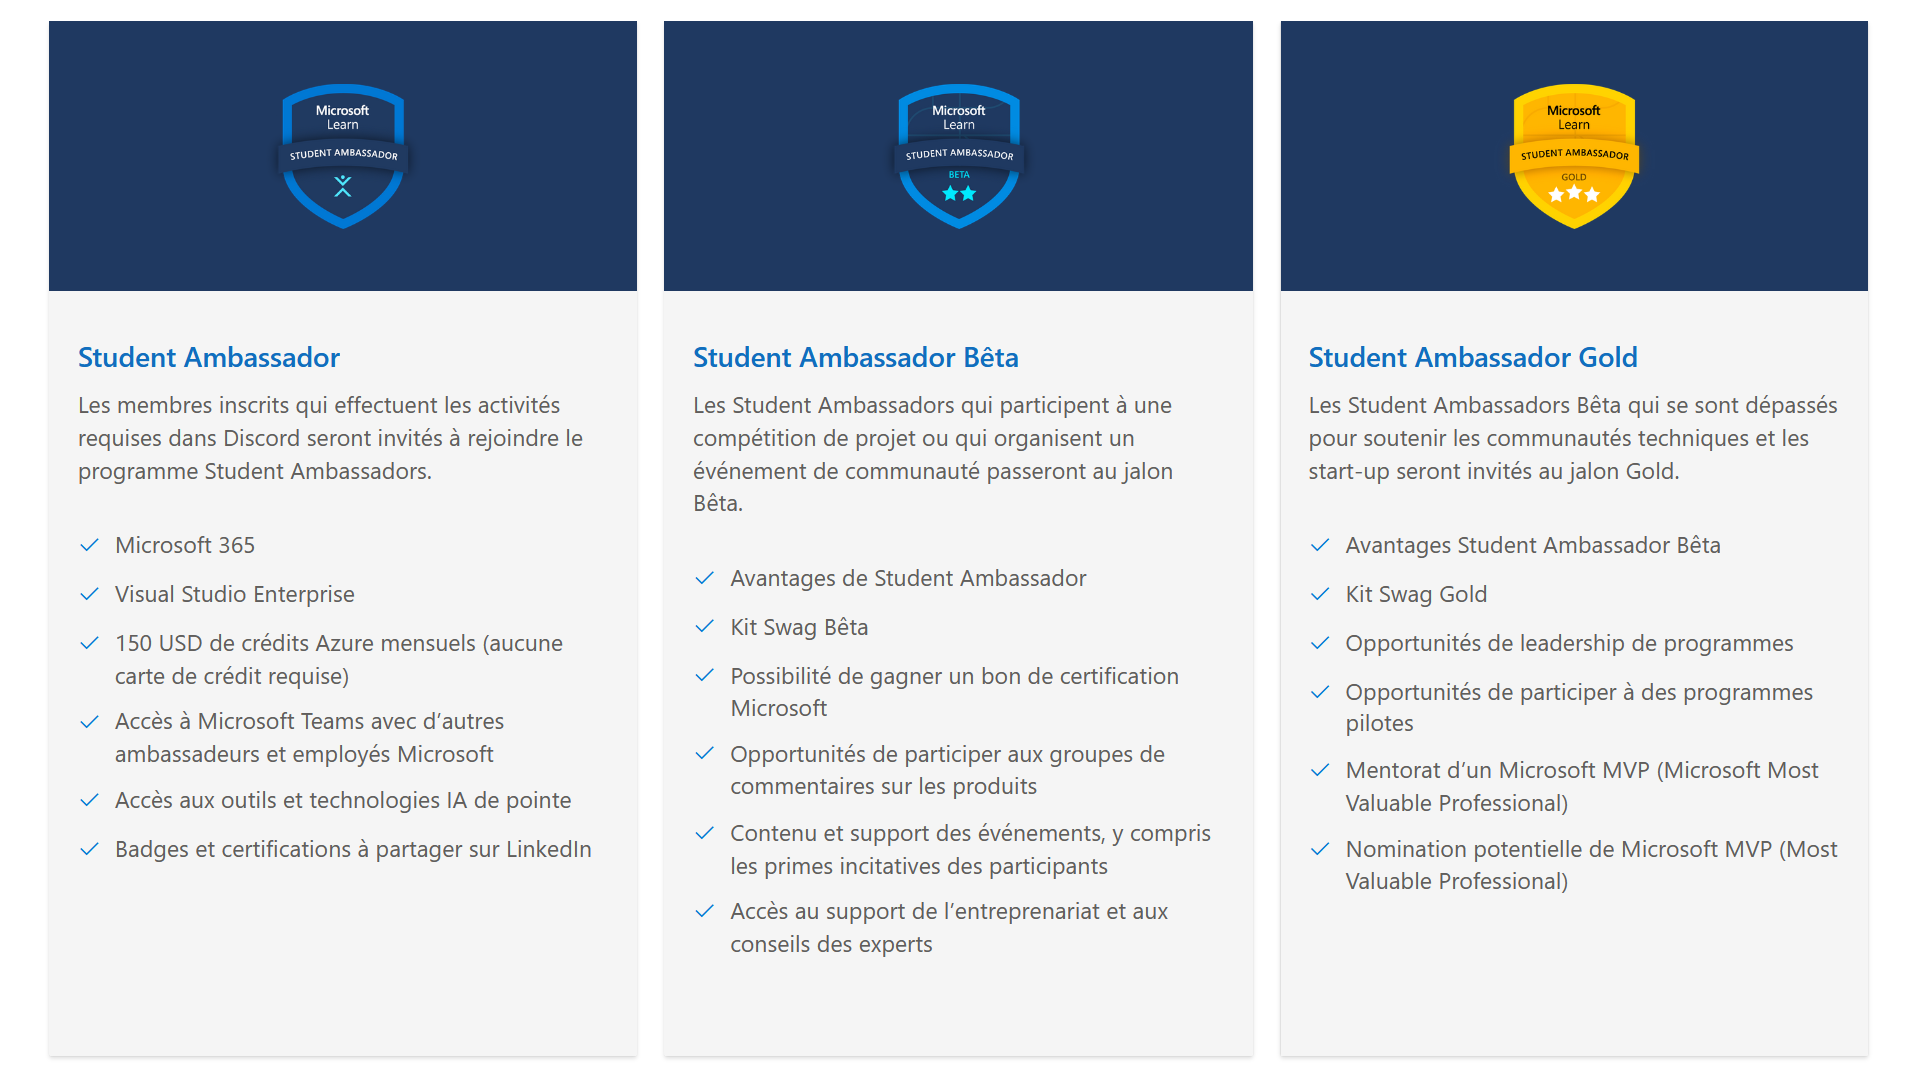 Microsoft
Learn
STUDENT AMBASSADOR
Student Ambassador
Les membres inscrits qui effectuent les activités
requises dans Discord seront invités à rejoindre le
programme Student Ambassadors.
Microsoft 365
Visual Studio Enterprise
150 USD de crédits Azure mensuels (aucune
carte de crédit requise)
Accès à Microsoft Teams avec d’autres
ambassadeurs et employés Microsoft
Accès aux outils et technologies IA de pointe
Badges et certifications à partager sur LinkedIn
Microsoft
Learn
STUDENT AMBASSADOR
BETA
Student Ambassador Bêta
Les Student Ambassadors qui participent à une
compétition de projet ou qui organisent un
événement de communauté passeront au jalon
Bêta.
Avantages de Student Ambassador
Kit Swag Bêta
Possibilité de gagner un bon de certification
Microsoft
Opportunités de participer aux groupes de
commentaires sur les produits
Contenu et support des événements, y compris
les primes incitatives des participants
Accès au support de l’entreprenariat et aux
conseils des experts
Microsoft
Learn
STUDENT AMBASSADOR
GOLD
Student Ambassador Gold
Les Student Ambassadors Bêta qui se sont dépassés
pour soutenir les communautés techniques et les
start-up seront invités au jalon Gold.
Avantages Student Ambassador Bêta
Kit Swag Gold
Opportunités de leadership de programmes
Opportunités de participer à des programmes
pilotes
Mentorat d‘un Microsoft MVP (Microsoft Most
Valuable Professional)
Nomination potentielle de Microsoft MVP (Most
Valuable Professional)